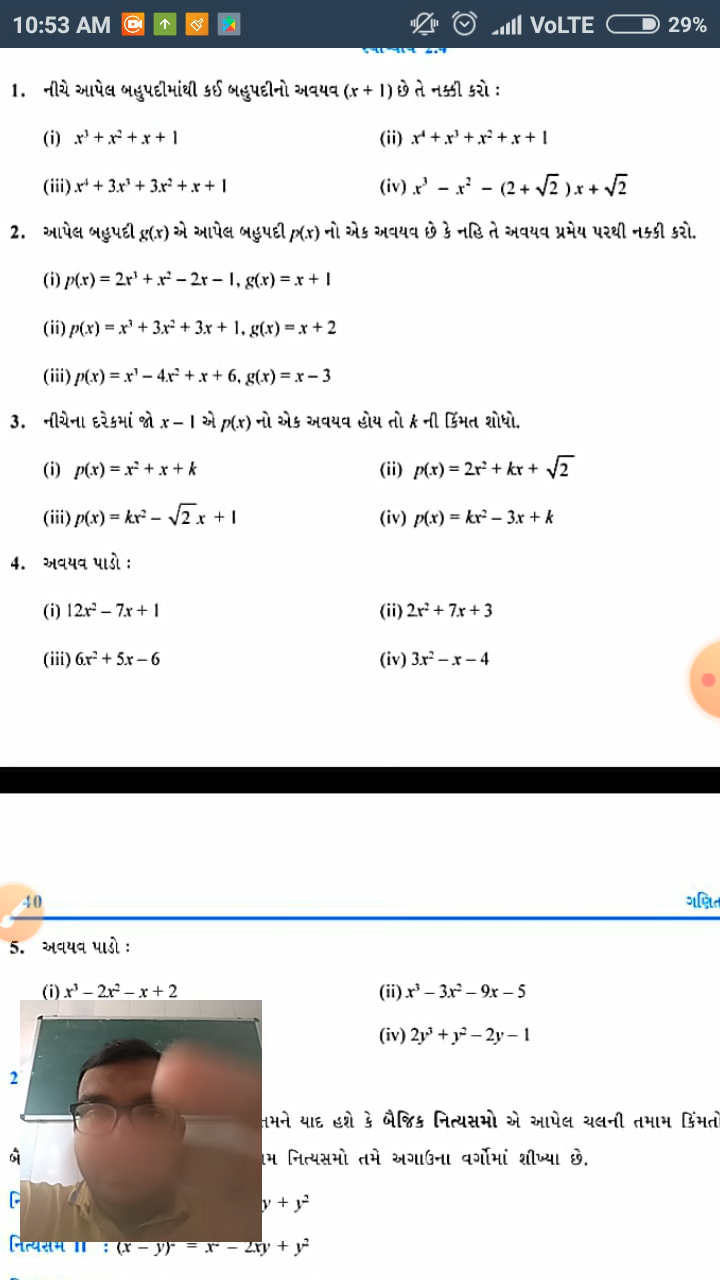 10:53 AM VoLTE 29%
1. નીચે આપેલ બહુપદીમાંથી કઈ બહુપદીનો અવયવ (x + 1) છે તે નક્કી કરો :
(i) x³ + x² + x + 1 (ii) x⁴ + x³ + x² + x + 1
(iii) x⁴ + 3x³ + 3x² + x + 1 (iv) x³ − x² − (2 + √2 ) x + √2
2. આપેલ બહુપદી g(x) એ આપેલ બહુપદી p(x) નો એક અવયવ છે કે નહિ તે અવયવ પ્રમેય પરથી નક્કી કરો.
(i) p(x) = 2x³ + x² − 2x − 1, g(x) = x + 1
(ii) p(x) = x³ + 3x² + 3x + 1, g(x) = x + 2
(iii) p(x) = x³ − 4x² + x + 6, g(x) = x − 3
3. નીચેના દરેકમાં જો x − 1 એ p(x) નો એક અવયવ હોય તો k ની કિંમત શોધો.
(i) p(x) = x² + x + k (ii) p(x) = 2x² + kx + √2
(iii) p(x) = kx² − √2 x + 1 (iv) p(x) = kx² − 3x + k
4. અવયવ પાડો :
(i) 12x² − 7x + 1 (ii) 2x² + 7x + 3
(iii) 6x² + 5x − 6 (iv) 3x² − x − 4
40
5. અવયવ પાડો :
(i) x³ − 2x² − x + 2 (ii) x³ − 3x² − 9x − 5
(iv) 2y³ + y² − 2y − 1
2
યાદ હશે કે બૈજિક નિત્યસમો એ આપેલ ચલની તમામ
નિત્યસમો તમે અગાઉના વર્ગોમાં શીખ્યા છે.
y + y²
નિત્યસમ II : (x − y)² = x² − 2xy + y²